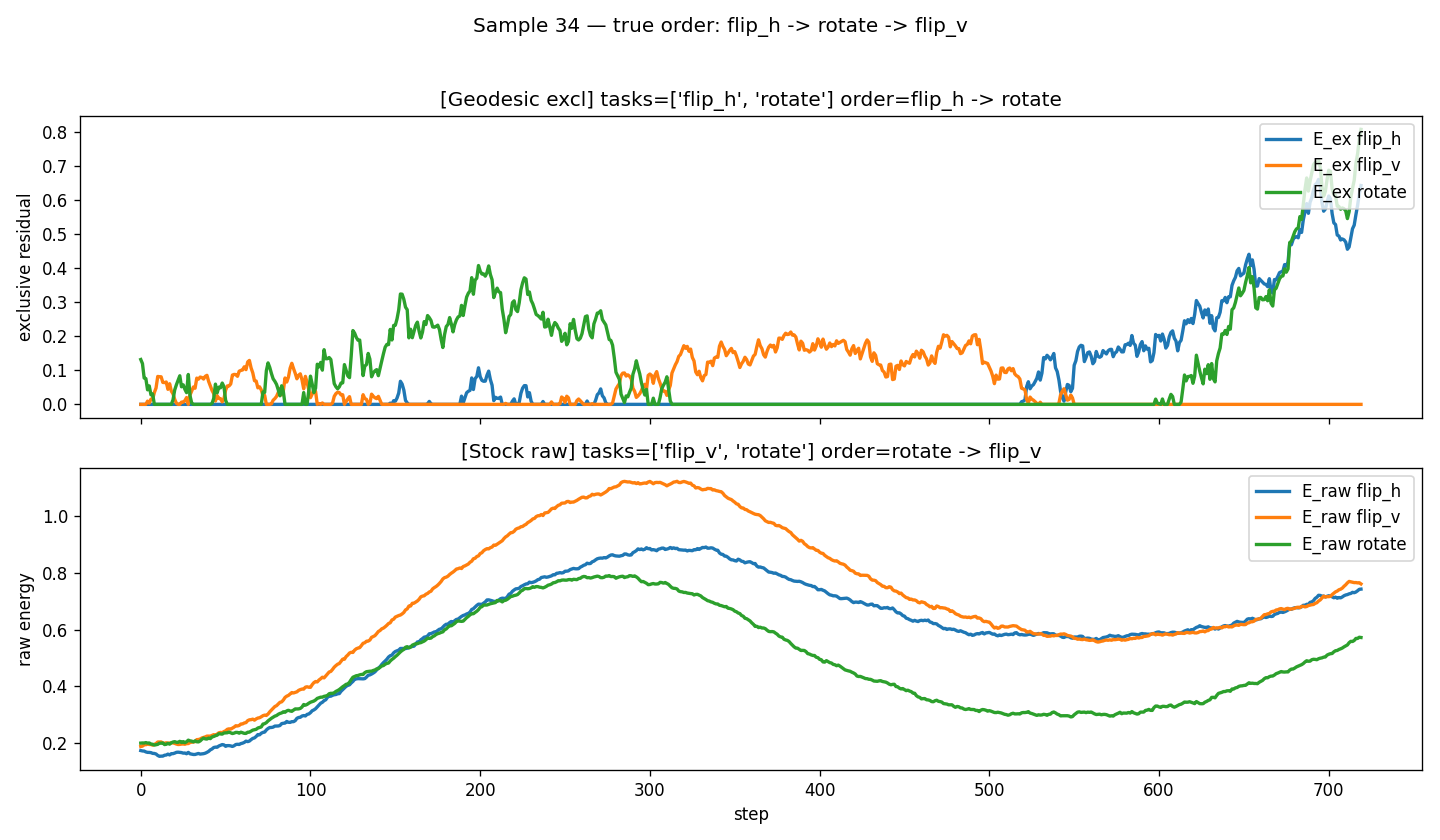 Sample 34 — true order: flip_h -> rotate -> flip_v
[Geodesic excl] tasks=['flip_h', 'rotate'] order=flip_h -> rotate
exclusive residual
0.8
0.7
0.6
0.5
0.4
0.3
0.2
0.1
0.0
E_ex flip_h
E_ex flip_v
E_ex rotate
[Stock raw] tasks=['flip_v', 'rotate'] order=rotate -> flip_v
raw energy
1.0
0.8
0.6
0.4
0.2
E_raw flip_h
E_raw flip_v
E_raw rotate
0 100 200 300 400 500 600 700
step